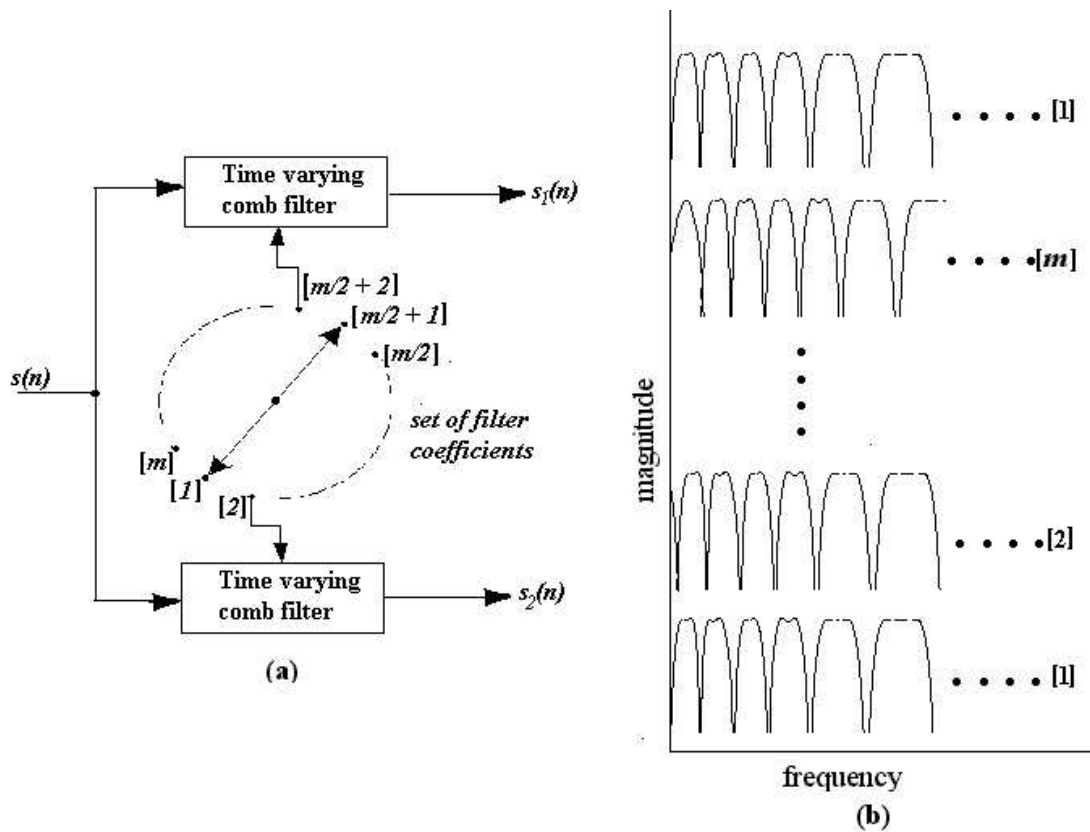 Time varying
comb filter
s1(n)
[m/2 + 2]
[m/2 + 1]
[m/2]
s(n)
set of filter
coefficients
[m]
[1]
[2]
Time varying
comb filter
s2(n)
(a)
magnitude
[1]
[m]
[2]
[1]
frequency
(b)